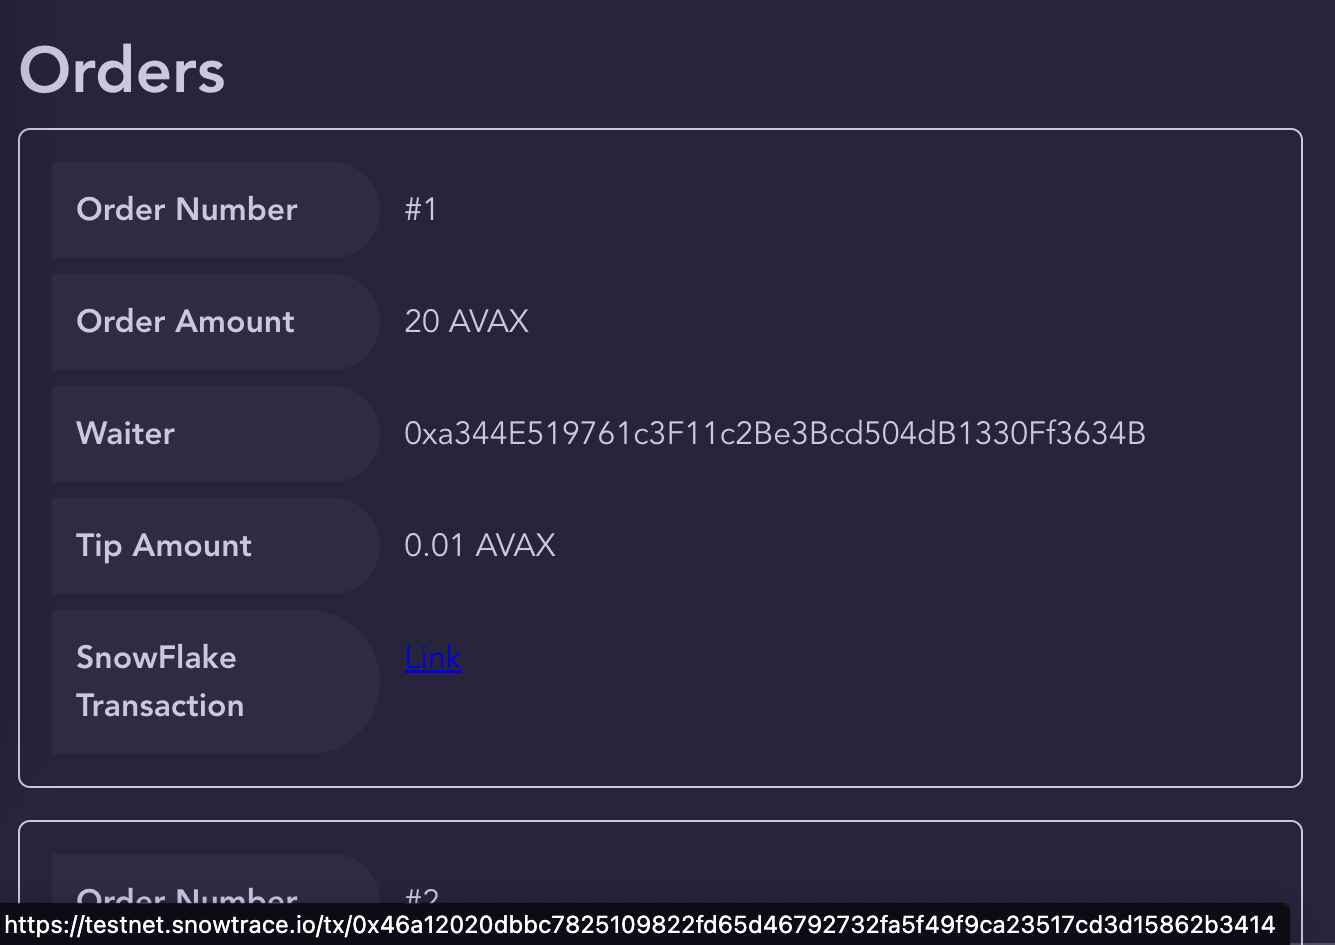 Orders
Order Number #1
Order Amount 20 AVAX
Waiter 0xa344E519761c3F11c2Be3Bcd504dB1330Ff3634B
Tip Amount 0.01 AVAX
SnowFlake Link
Transaction
Order Number #2
https://testnet.snowtrace.io/tx/0x46a12020dbbc7825109822fd65d46792732fa5f49f9ca23517cd3d15862b3414